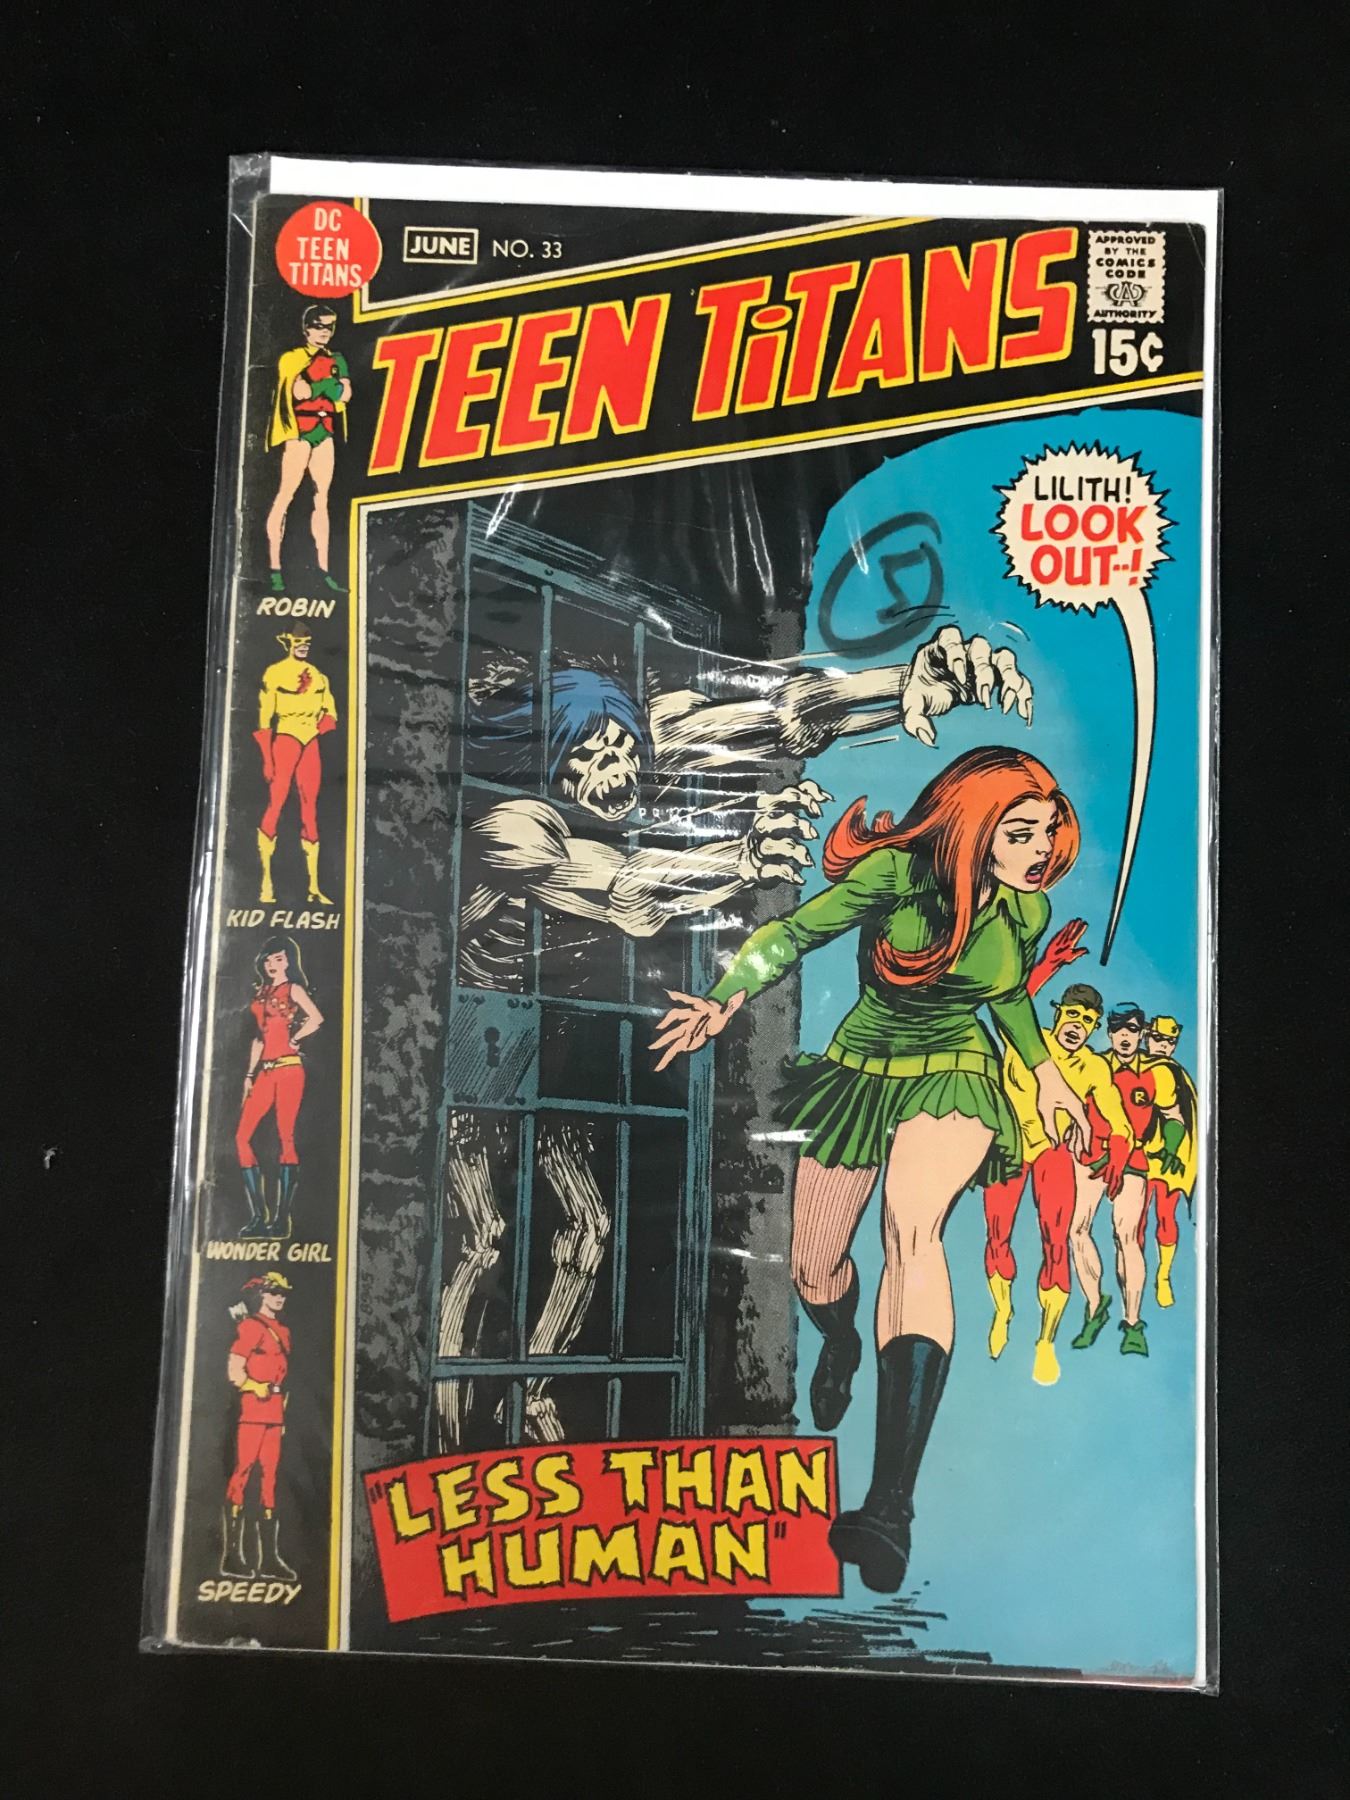 DC
TEEN
TITANS
JUNE NO. 33
TEEN TITANS
APPROVED
BY THE
COMICS
CODE
CA
AUTHORITY
15¢
LILITH!
LOOK
OUT--!
ROBIN
R
KID FLASH
WONDER GIRL
SPEEDY
"LESS THAN
HUMAN"